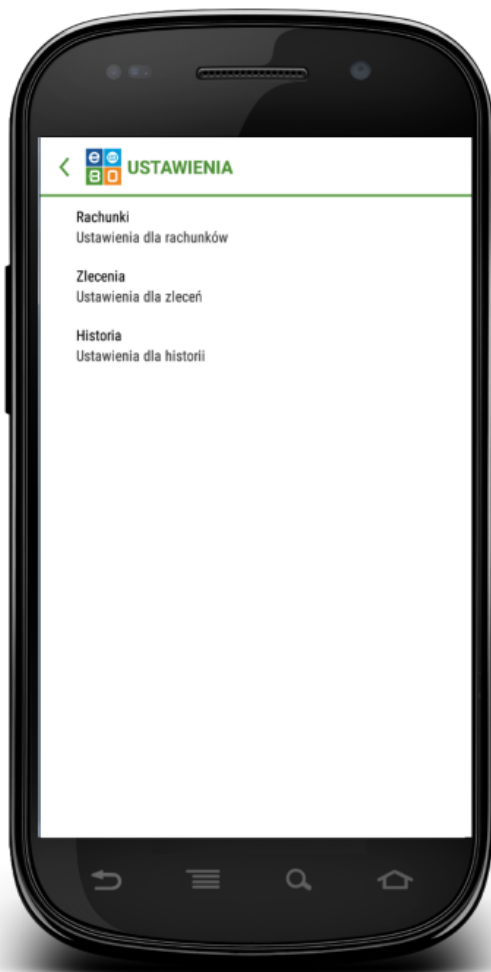 e @
B O
USTAWIENIA
Rachunki
Ustawienia dla rachunków
Zlecenia
Ustawienia dla zleceń
Historia
Ustawienia dla historii